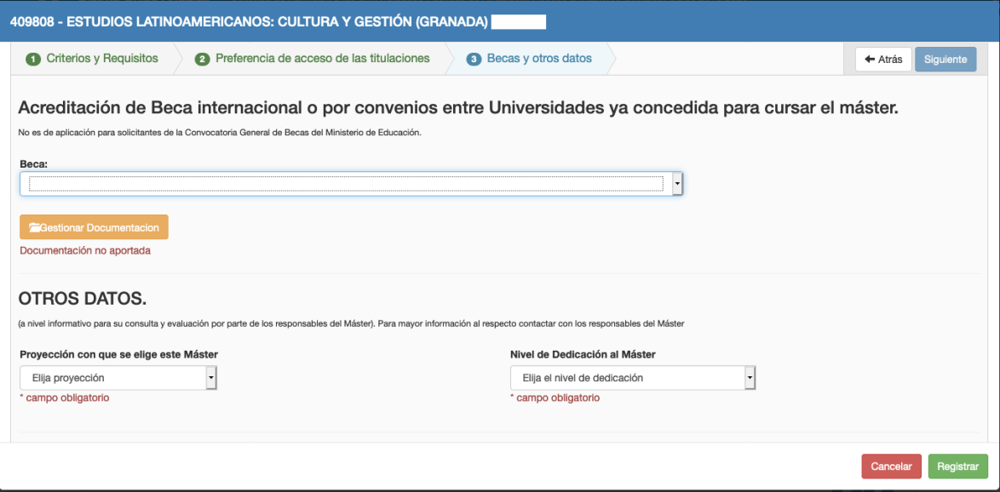 409808 - ESTUDIOS LATINOAMERICANOS: CULTURA Y GESTIÓN (GRANADA)
1 Criterios y Requisitos 2 Preferencia de acceso de las titulaciones 3 Becas y otros datos Atrás Siguiente
Acreditación de Beca internacional o por convenios entre Universidades ya concedida para cursar el máster.
No es de aplicación para solicitantes de la Convocatoria General de Becas del Ministerio de Educación.
Beca:
Gestionar Documentacion
Documentación no aportada
OTROS DATOS.
(a nivel informativo para su consulta y evaluación por parte de los responsables del Máster). Para mayor información al respecto contactar con los responsables del Máster
Proyección con que se elige este Máster Nivel de Dedicación al Máster
Elija proyección Elija el nivel de dedicación
* campo obligatorio * campo obligatorio
Cancelar Registrar